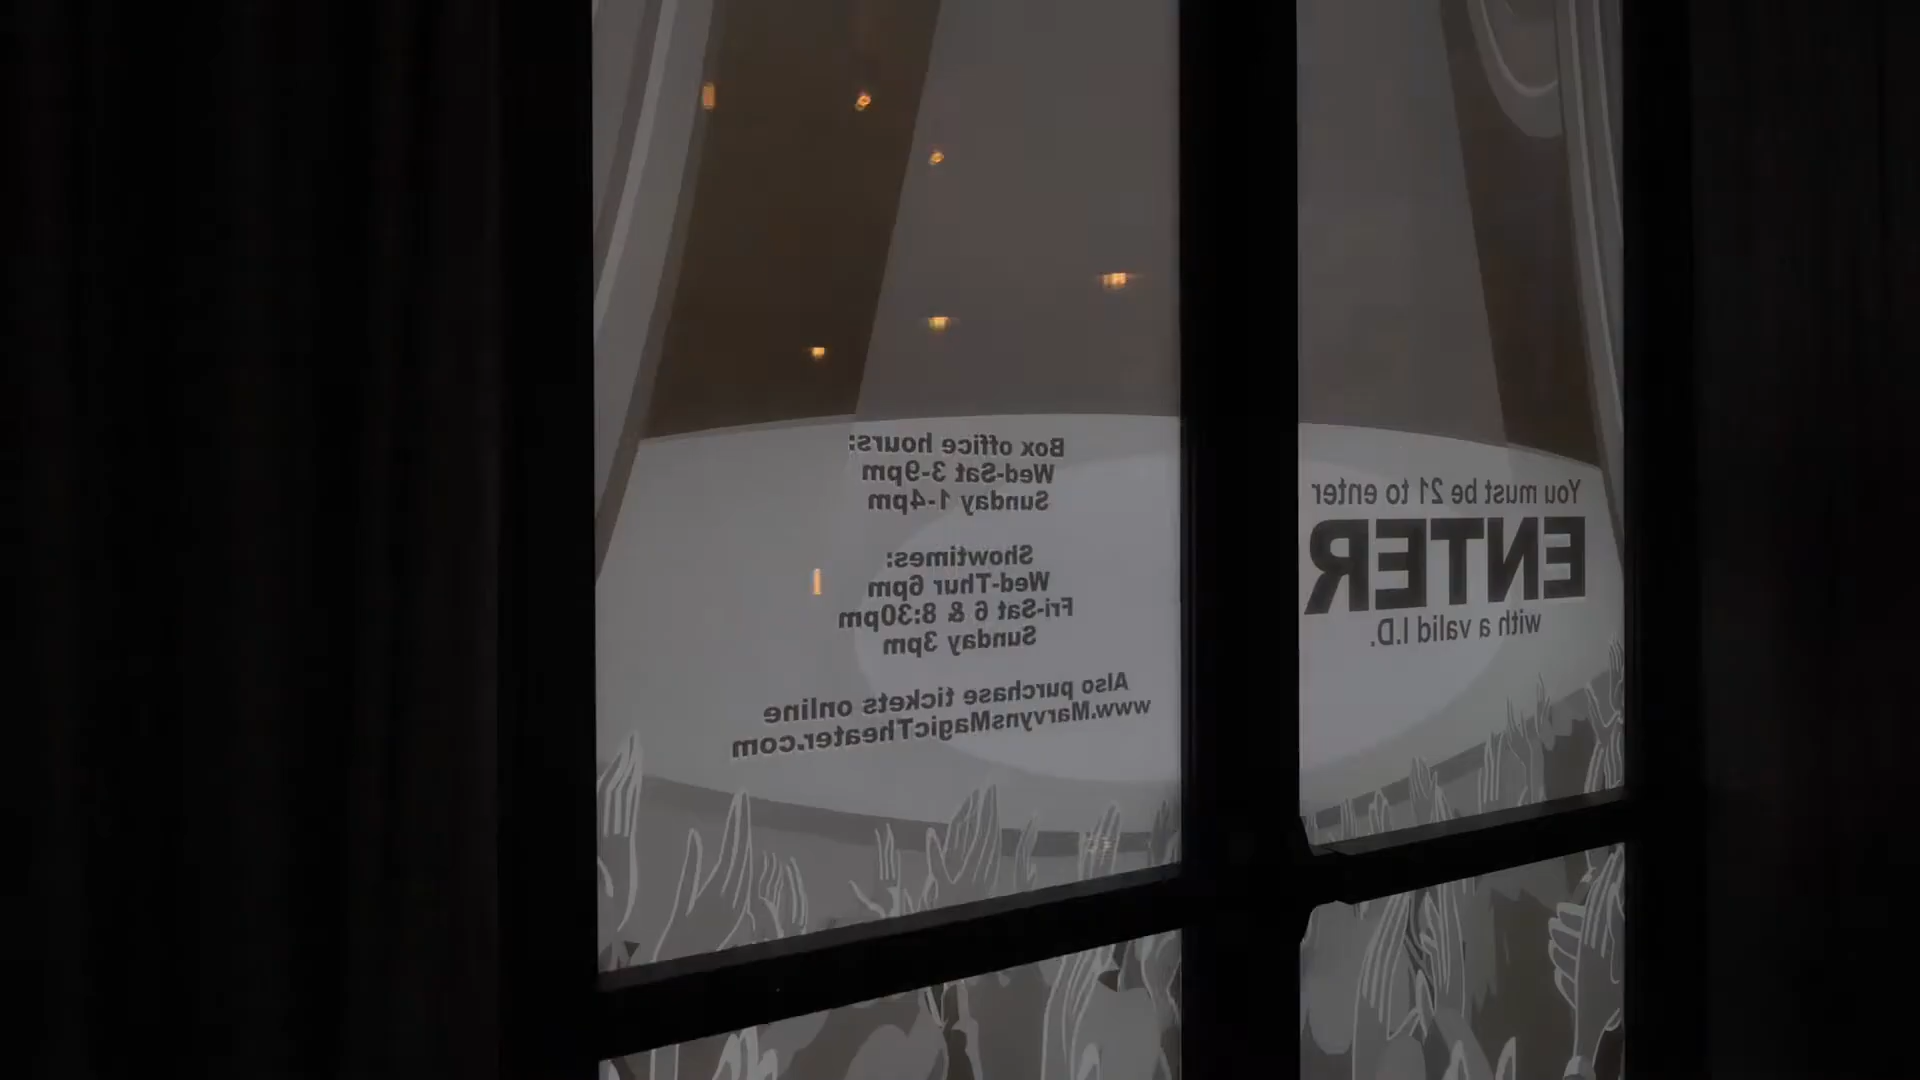 Box office hours:
Wed-Sat 3-9pm
Sunday 1-4pm
Showtimes:
Wed-Thur 6pm
Fri-Sat 6 & 8:30pm
Sunday 3pm
Also purchase tickets online
www.MarvynsMagicTheater.com
You must be 21 to enter
ENTER
with a valid I.D.